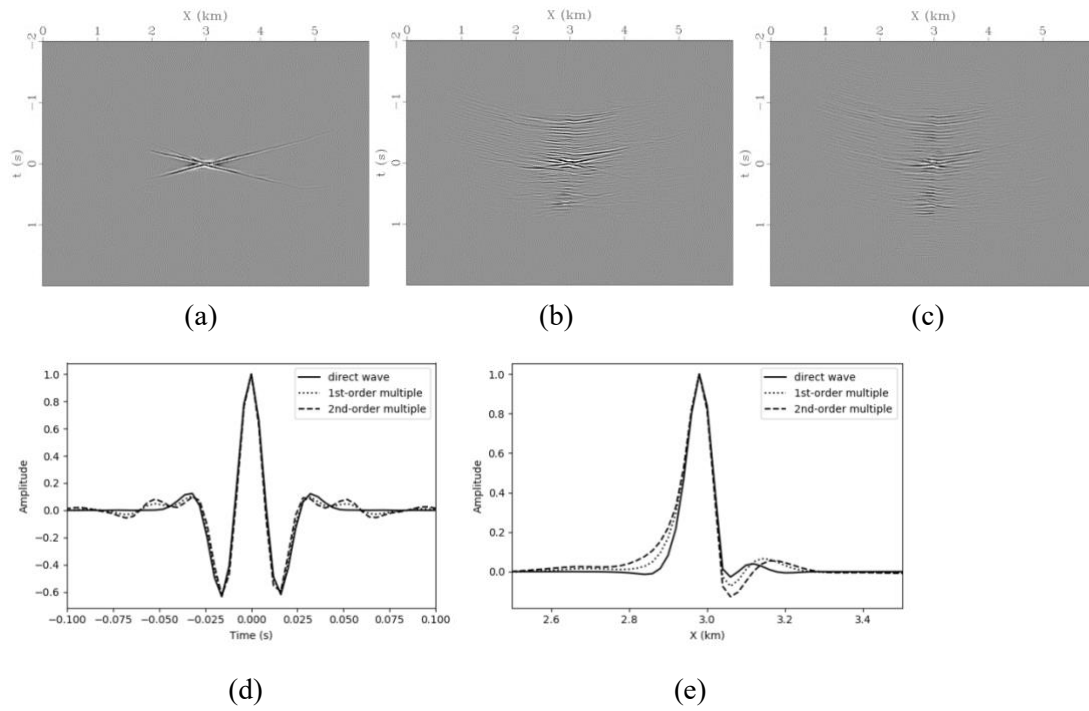 X (km) X (km) X (km)
0 1 2 3 4 5 0 1 2 3 4 5 0 1 2 3 4 5
-2 -2 -2
-1 -1 -1
t (s) t (s) t (s)
0 0 0
1 1 1
(a) (b) (c)
1.0 direct wave
1st-order multiple
2nd-order multiple
0.8
0.6
0.4
0.2
0.0
-0.2
-0.4
-0.6
Amplitude
-0.100 -0.075 -0.050 -0.025 0.000 0.025 0.050 0.075 0.100
Time (s)
(d)
1.0 direct wave
1st-order multiple
2nd-order multiple
0.8
0.6
0.4
0.2
0.0
Amplitude
2.6 2.8 3.0 3.2 3.4
X (km)
(e)